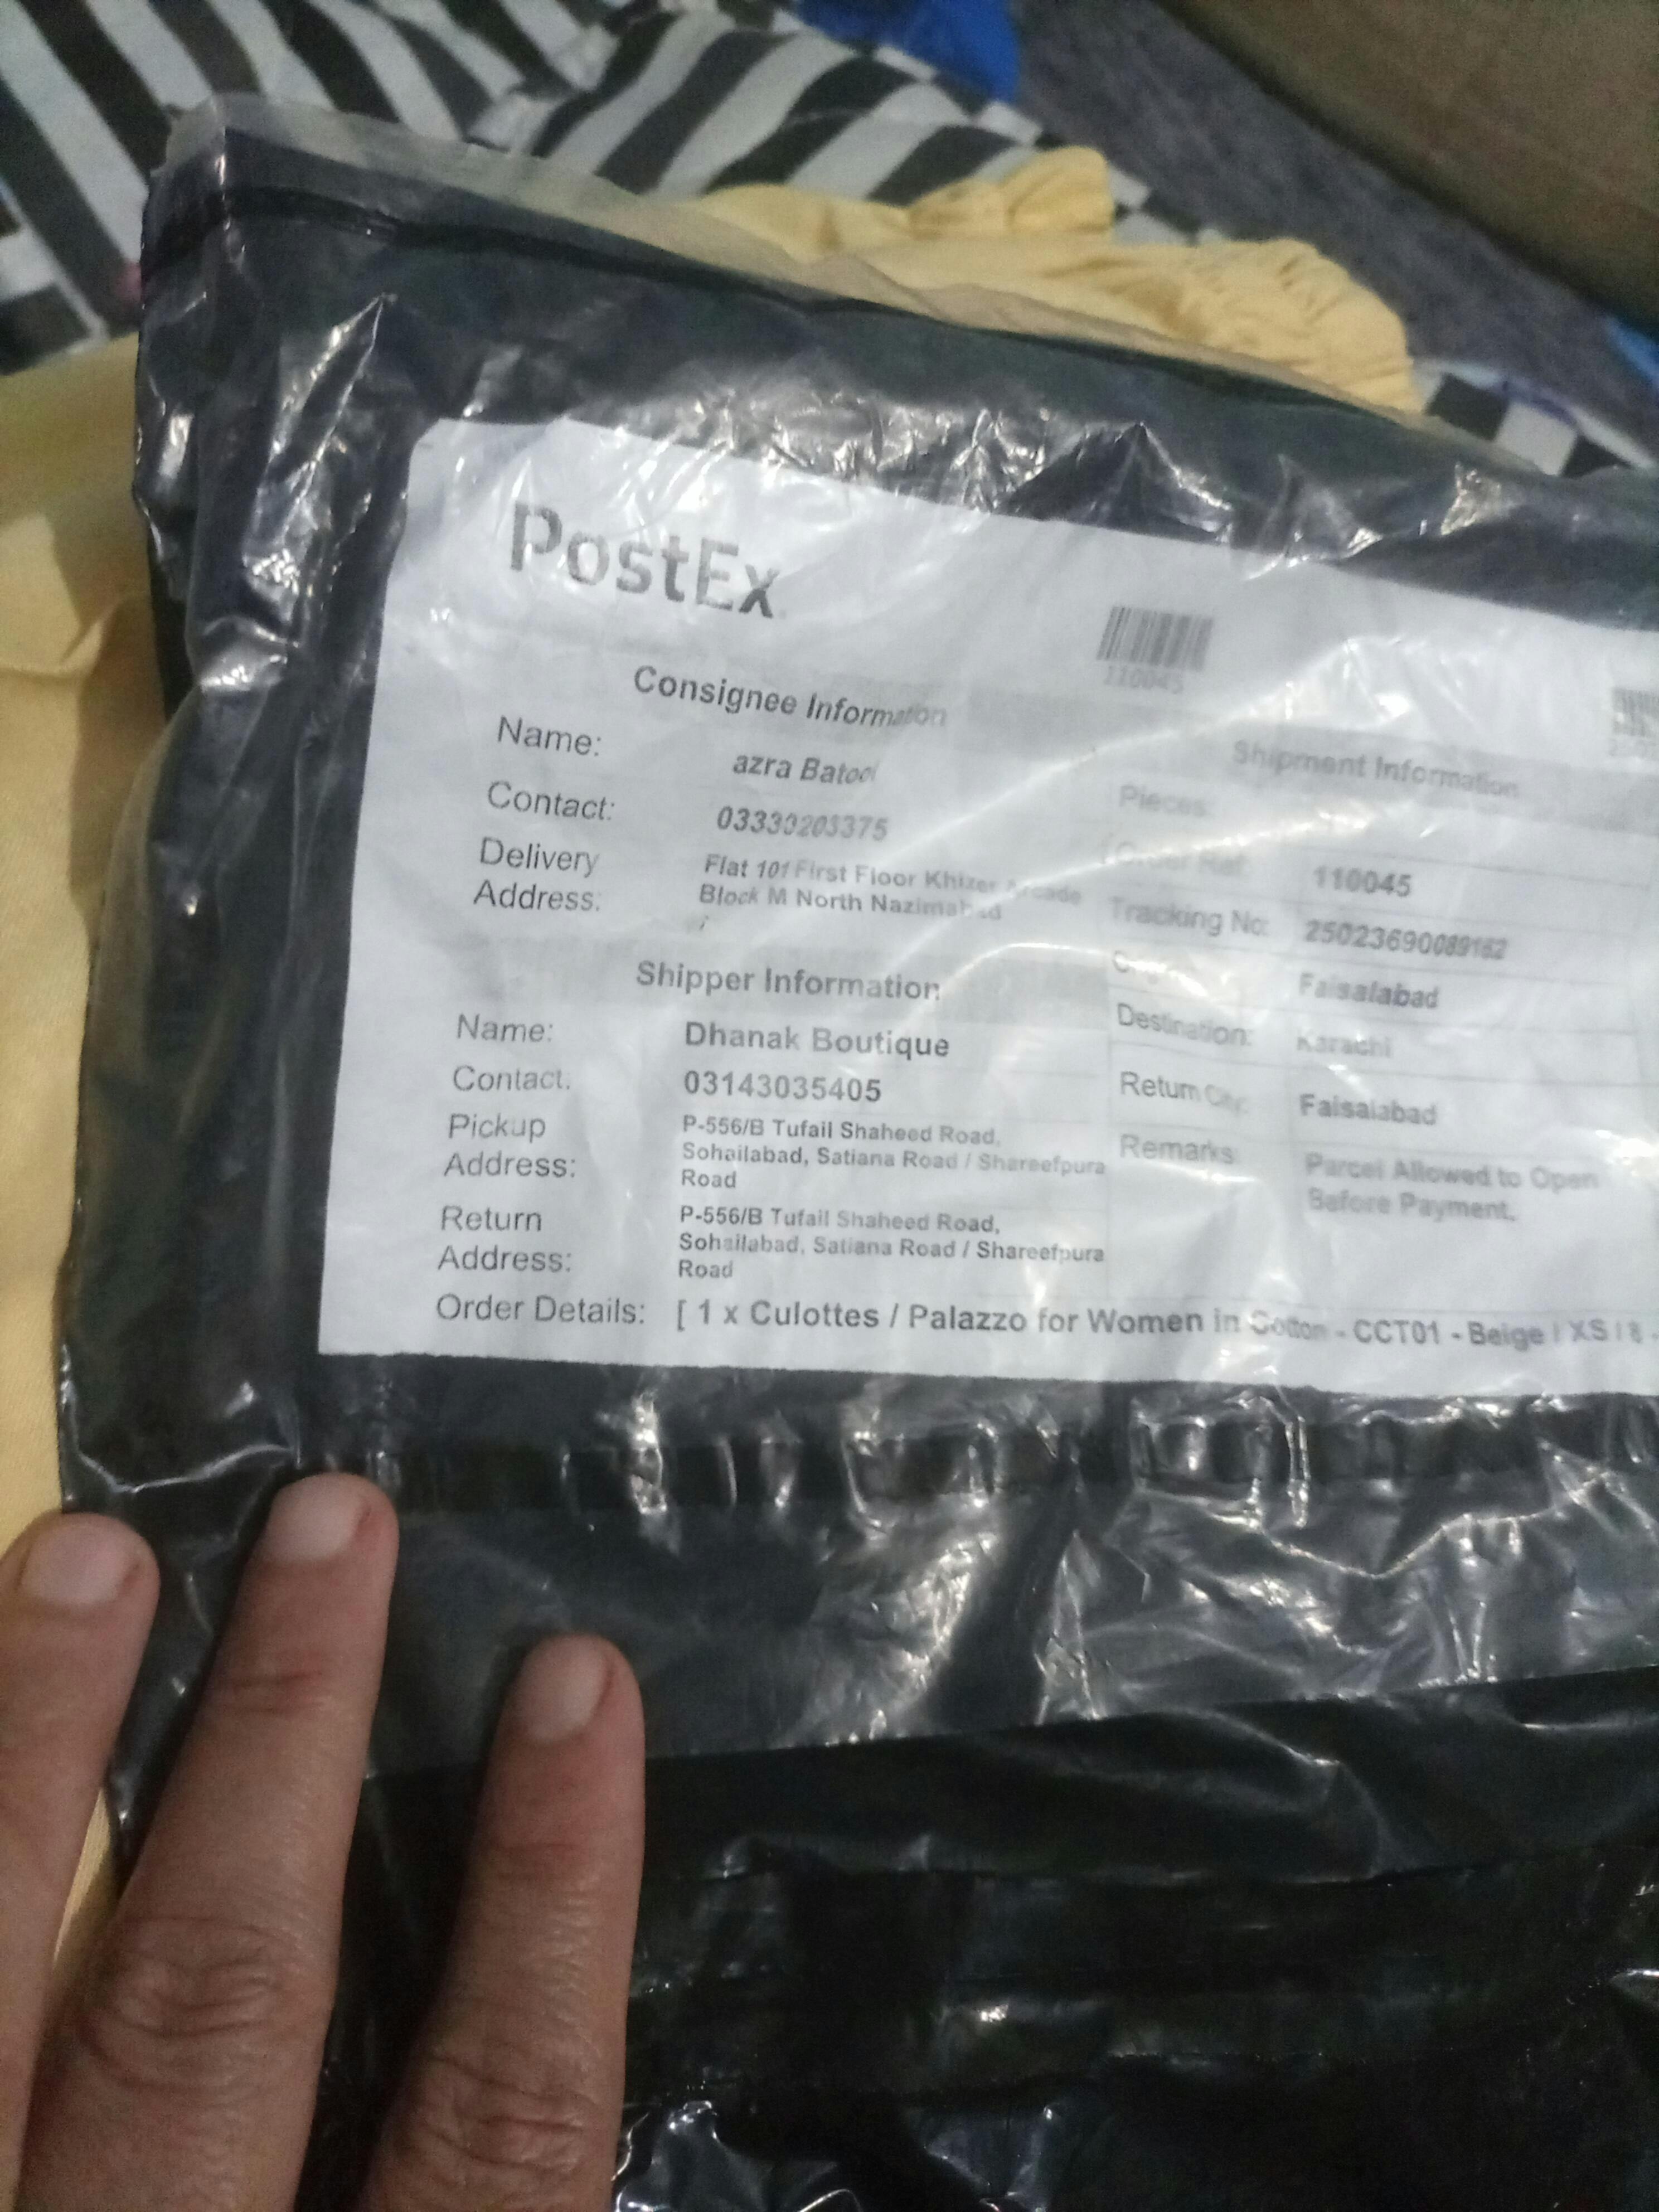 PostEx
110045
Consignee Information
Name: azra Batool
Contact: 03330203375
Delivery Address: Flat 101 First Floor Khizer Arcade
Block M North Nazimabad
Shipper Information
Name: Dhanak Boutique
Contact: 03143035405
Pickup Address: P-556/B Tufail Shaheed Road,
Sohailabad, Satiana Road / Shareefpura
Road
Return Address: P-556/B Tufail Shaheed Road,
Sohailabad, Satiana Road / Shareefpura
Road
Shipment Information
Pieces:
Order Ref: 110045
Tracking No: 25023690089162
Faisalabad
Destination: Karachi
Return City: Faisalabad
Remarks: Parcel Allowed to Open
Before Payment.
Order Details: [ 1 x Culottes / Palazzo for Women in Cotton - CCT01 - Beige / XS / 8 -